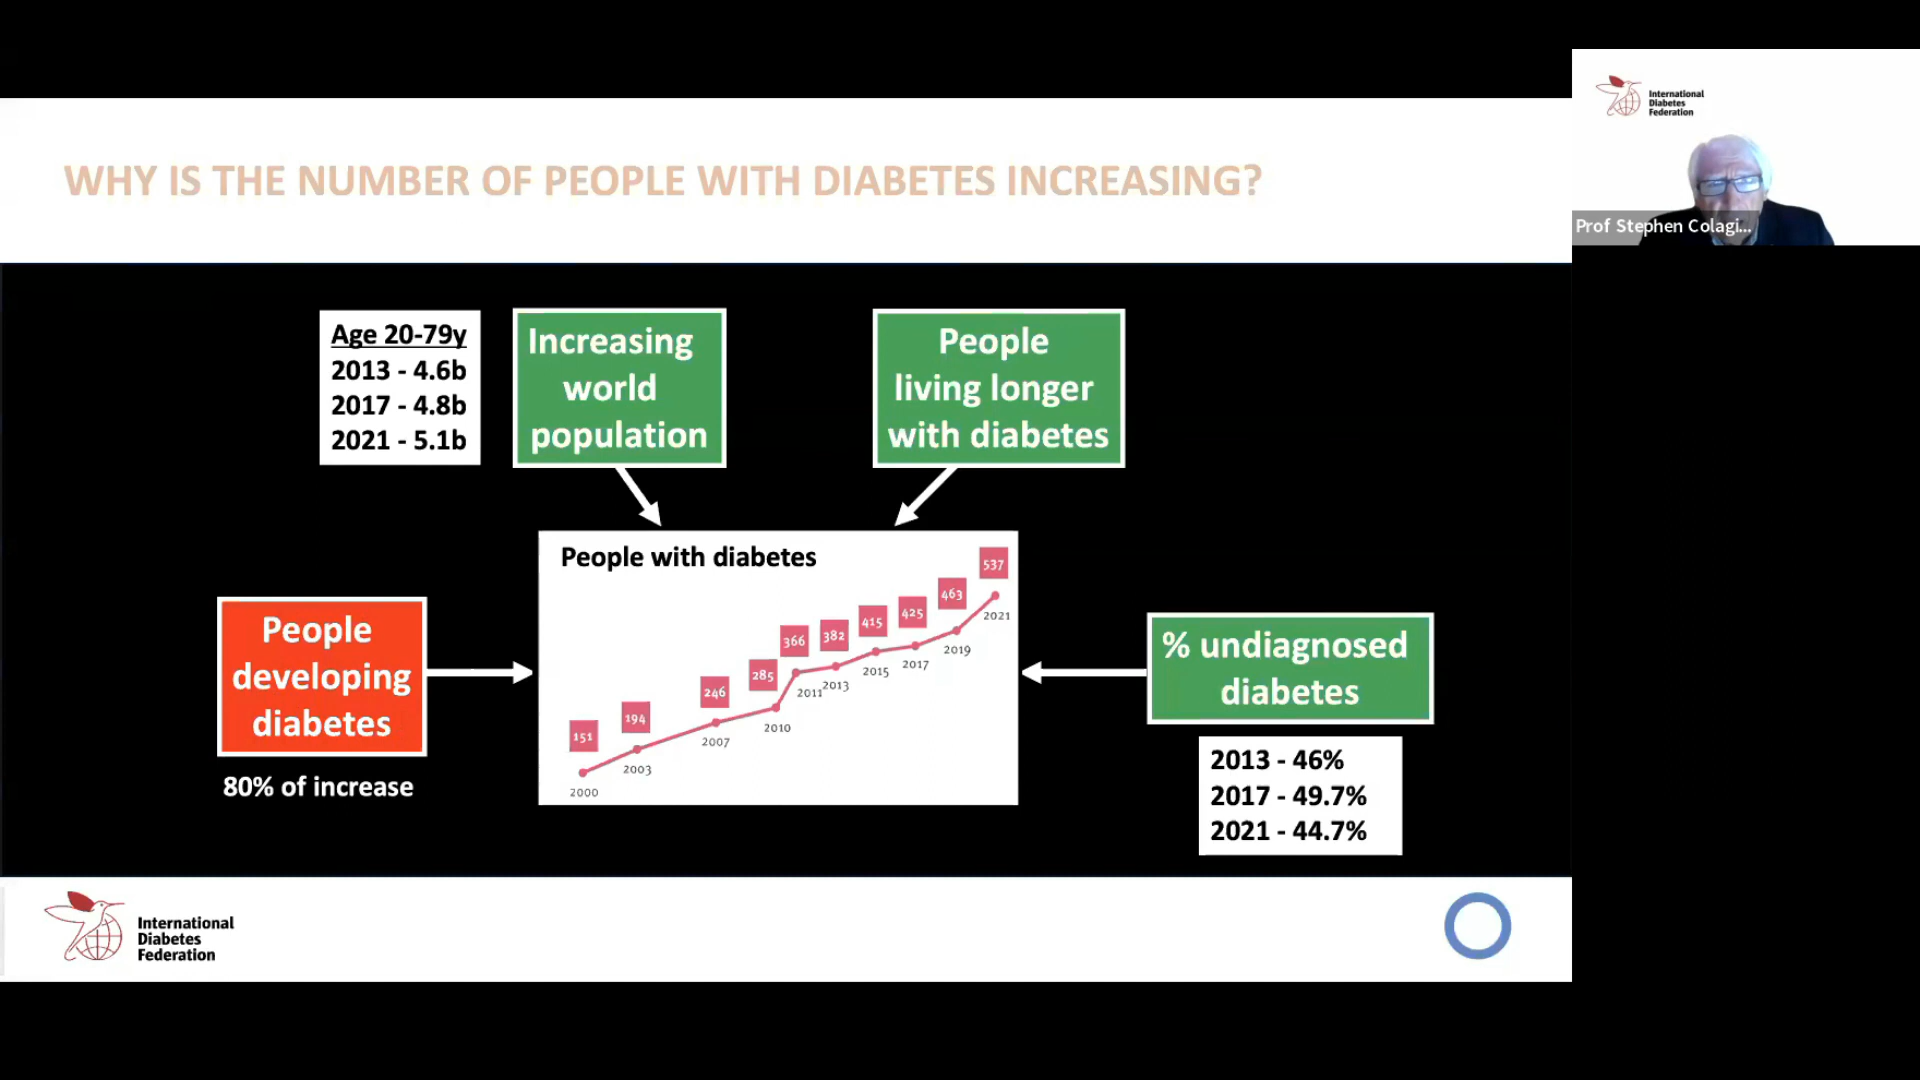 WHY IS THE NUMBER OF PEOPLE WITH DIABETES INCREASING?
International
Diabetes
Federation
Prof Stephen Colagi...
Age 20-79y
2013 - 4.6b
2017 - 4.8b
2021 - 5.1b
Increasing
world
population
People
living longer
with diabetes
People
developing
diabetes
80% of increase
People with diabetes
151
194
246
285
366
382
415
425
463
537
2000
2003
2007
2010
2011
2013
2015
2017
2019
2021
% undiagnosed
diabetes
2013 - 46%
2017 - 49.7%
2021 - 44.7%
International
Diabetes
Federation